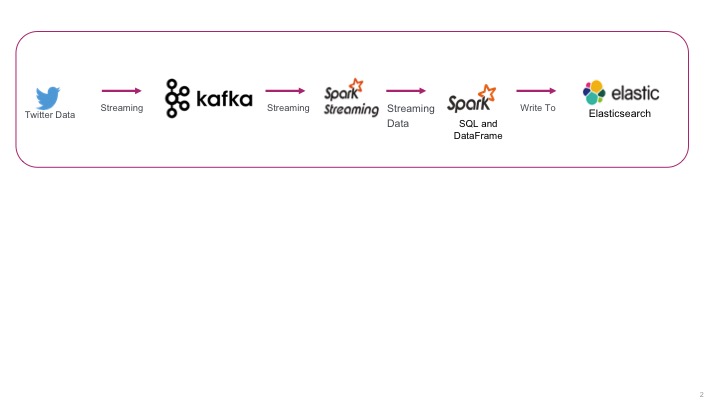 Twitter Data
Streaming
kafka
Streaming
Spark
Streaming
Streaming
Data
Spark
SQL and
DataFrame
Write To
elastic
Elasticsearch
2